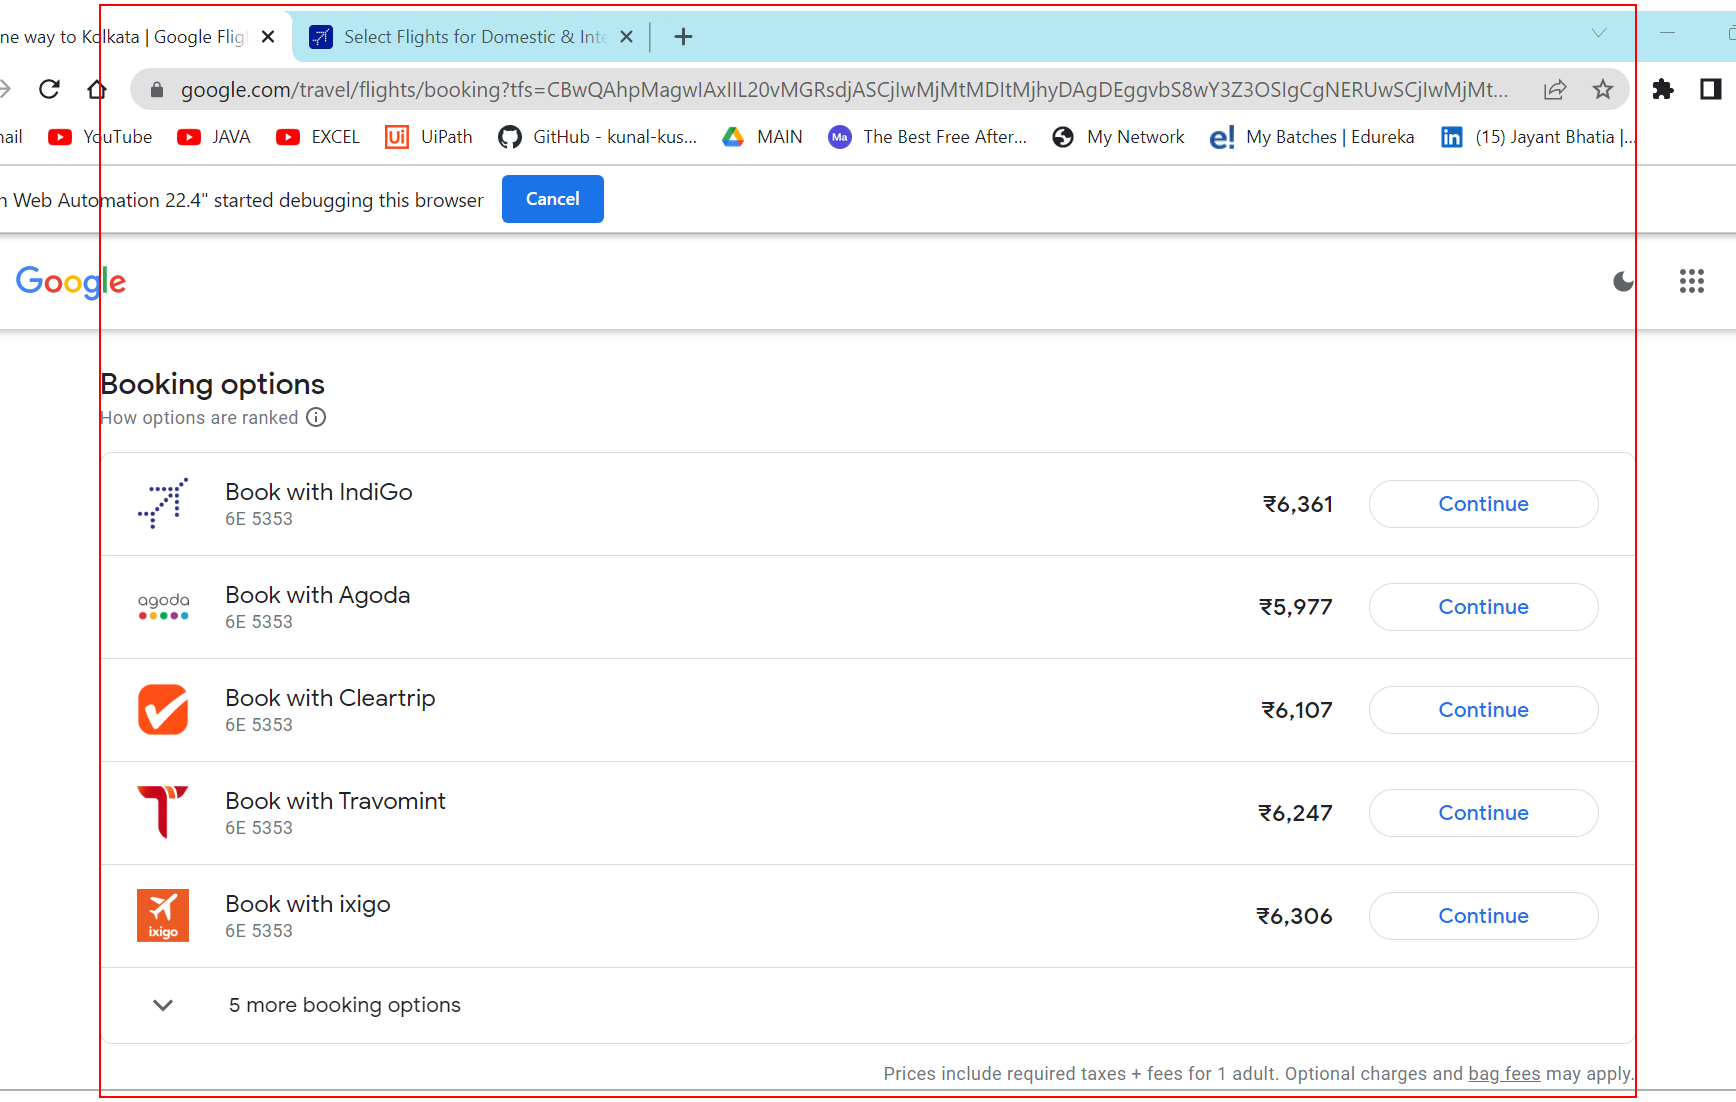 ne way to Kolkata | Google Flig
Select Flights for Domestic & Inte
google.com/travel/flights/booking?tfs=CBwQAhpMagwIAxIIL20vMGRsdjASCjIwMjMtMDItMjhyDAgDEggvbS8wY3Z3OSIgCgNERUwSCjIwMjMt...
ail
YouTube
JAVA
EXCEL
Ui
UiPath
GitHub - kunal-kus...
MAIN
Ma
The Best Free After...
My Network
e!
My Batches | Edureka
in
(15) Jayant Bhatia |...
n Web Automation 22.4" started debugging this browser
Cancel
Google
Booking options
How options are ranked
Book with IndiGo
6E 5353
₹6,361
Continue
agoda
Book with Agoda
6E 5353
₹5,977
Continue
Book with Cleartrip
6E 5353
₹6,107
Continue
Book with Travomint
6E 5353
₹6,247
Continue
ixigo
Book with ixigo
6E 5353
₹6,306
Continue
5 more booking options
Prices include required taxes + fees for 1 adult. Optional charges and bag fees may apply.